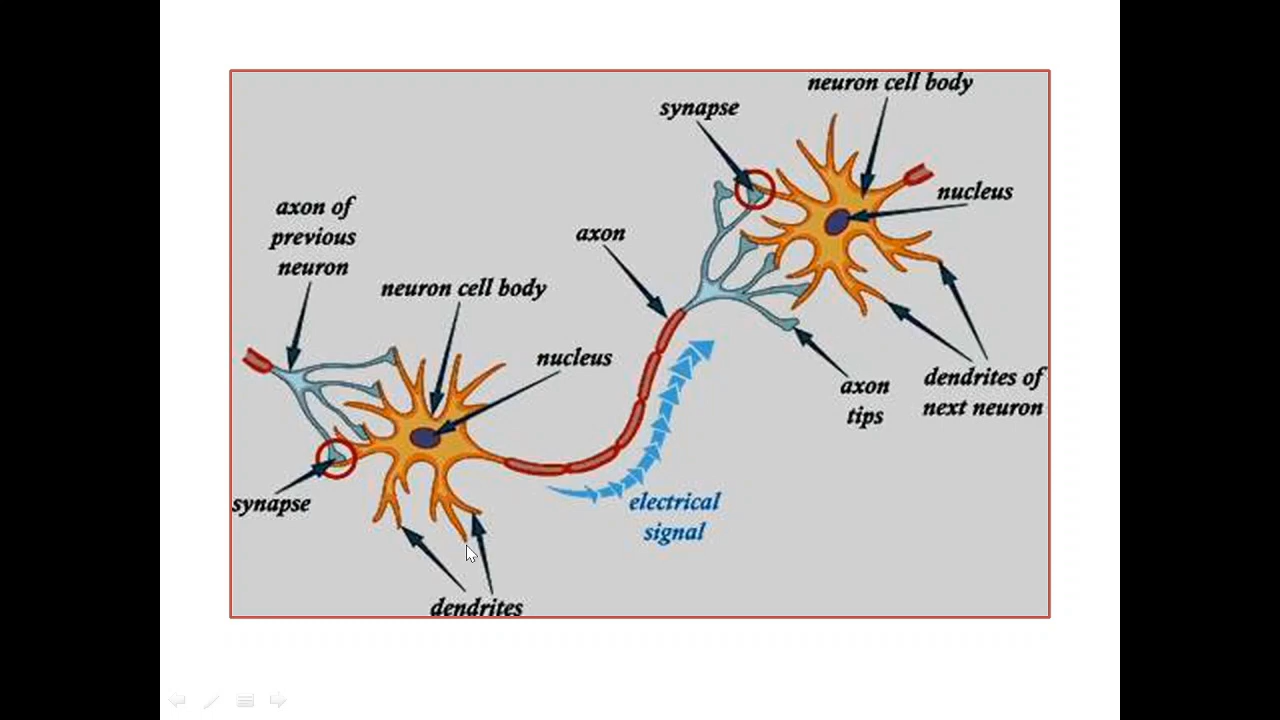 neuron cell body
synapse
nucleus
axon of
previous
neuron
axon
neuron cell body
nucleus
axon
tips
dendrites of
next neuron
synapse
electrical
signal
dendrites